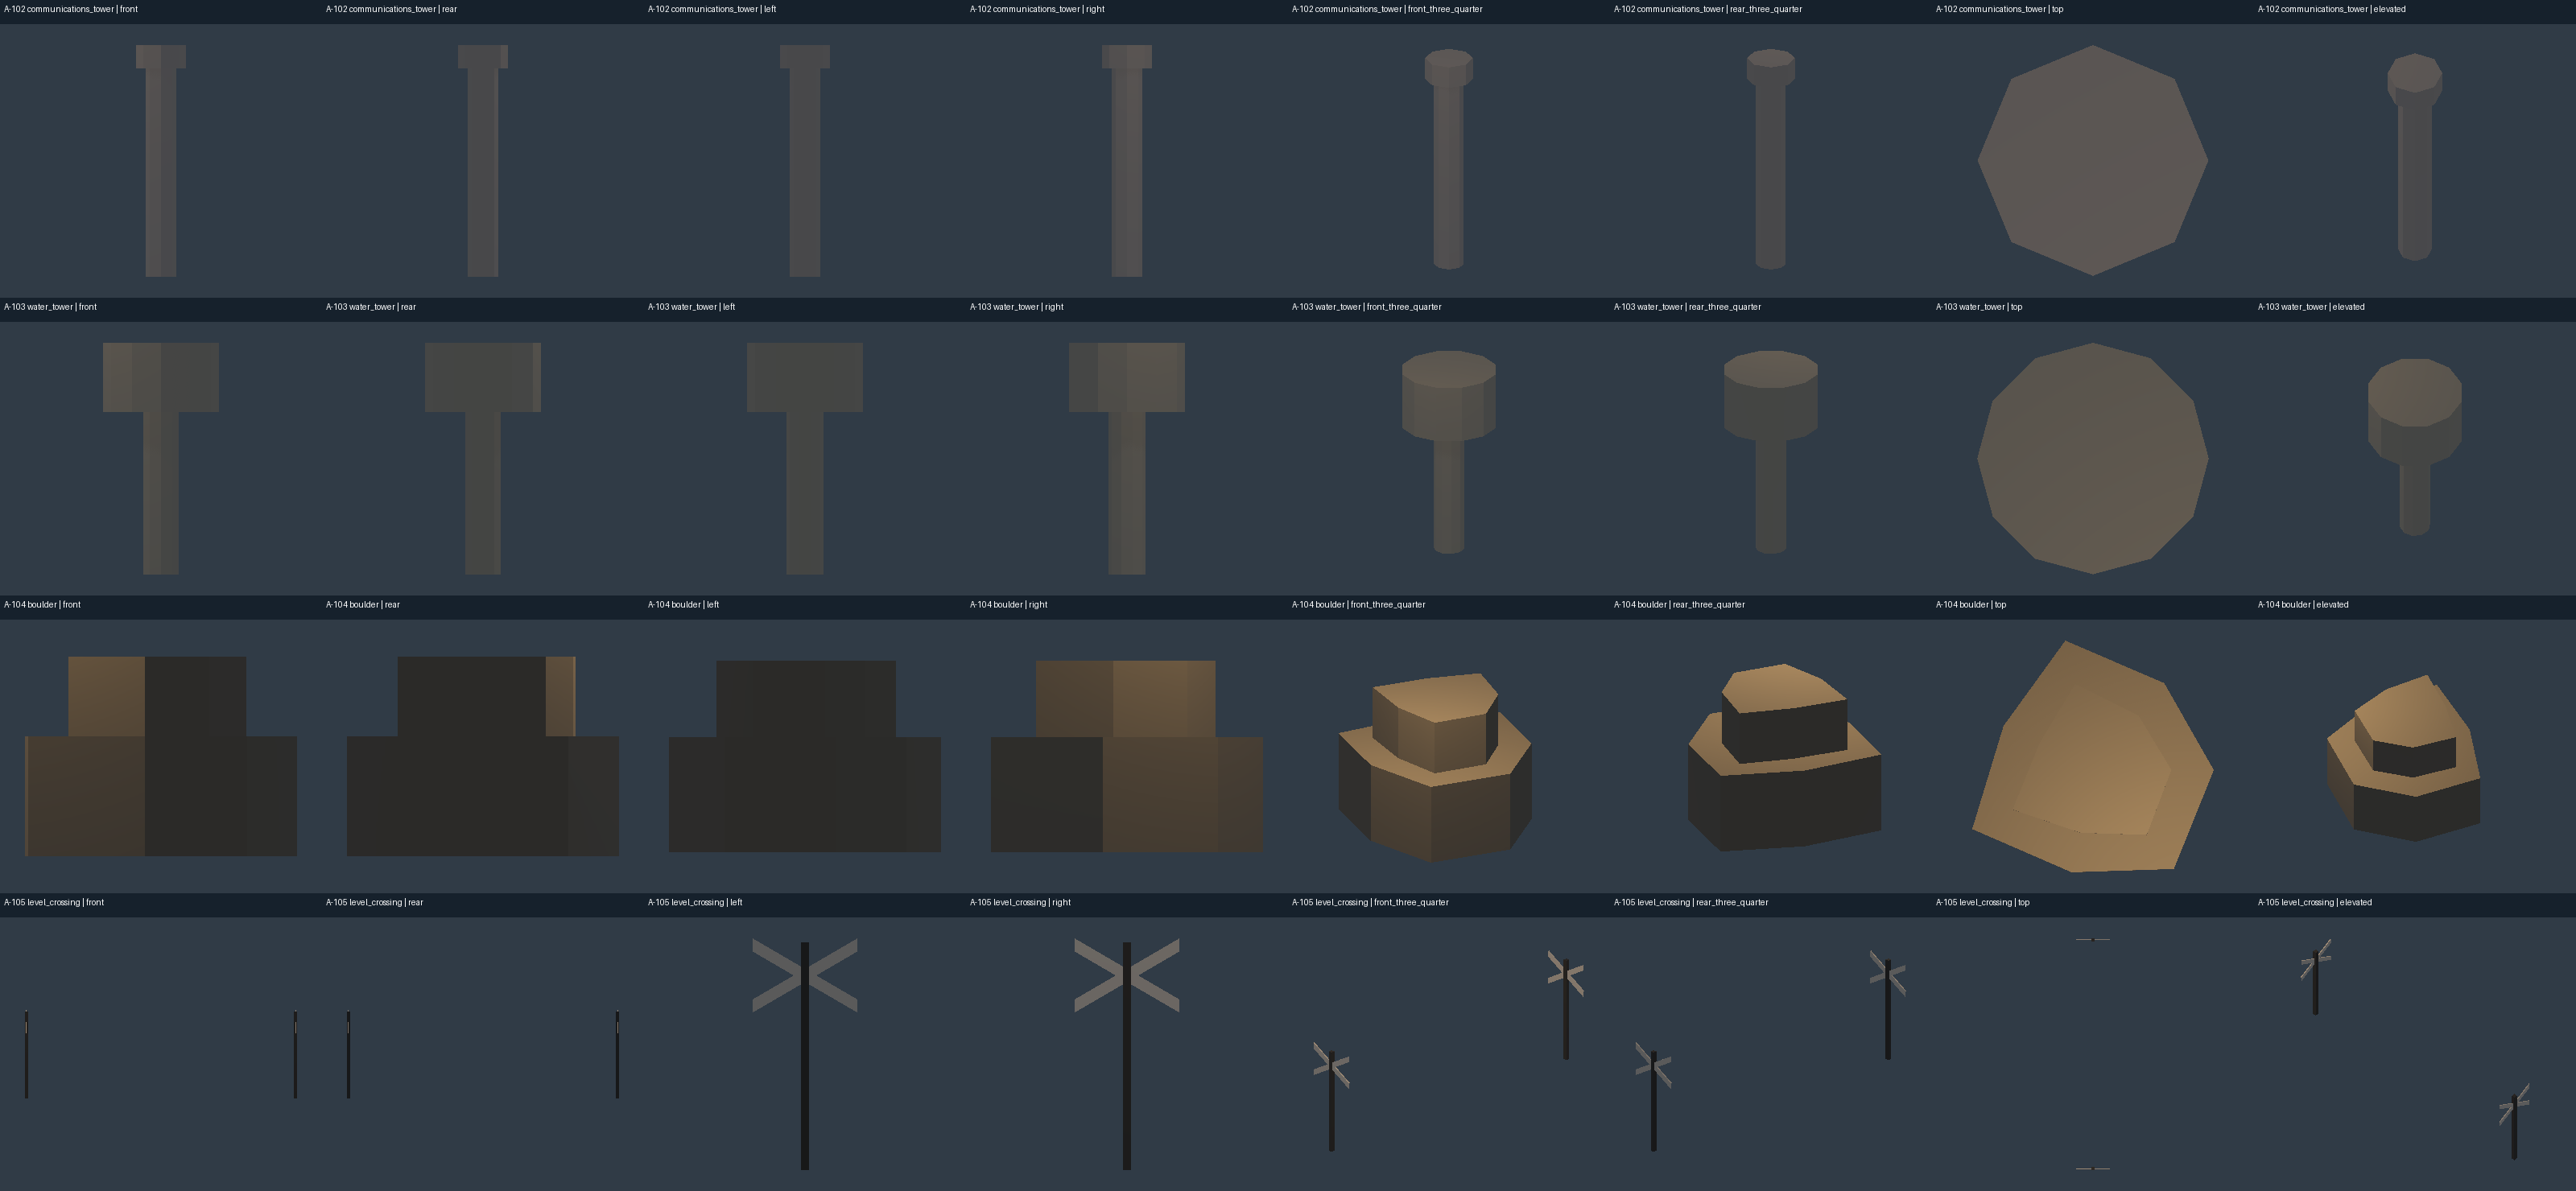 A-102 communications_tower | front
A-102 communications_tower | rear
A-102 communications_tower | left
A-102 communications_tower | right
A-102 communications_tower | front_three_quarter
A-102 communications_tower | rear_three_quarter
A-102 communications_tower | top
A-102 communications_tower | elevated
A-103 water_tower | front
A-103 water_tower | rear
A-103 water_tower | left
A-103 water_tower | right
A-103 water_tower | front_three_quarter
A-103 water_tower | rear_three_quarter
A-103 water_tower | top
A-103 water_tower | elevated
A-104 boulder | front
A-104 boulder | rear
A-104 boulder | left
A-104 boulder | right
A-104 boulder | front_three_quarter
A-104 boulder | rear_three_quarter
A-104 boulder | top
A-104 boulder | elevated
A-105 level_crossing | front
A-105 level_crossing | rear
A-105 level_crossing | left
A-105 level_crossing | right
A-105 level_crossing | front_three_quarter
A-105 level_crossing | rear_three_quarter
A-105 level_crossing | top
A-105 level_crossing | elevated